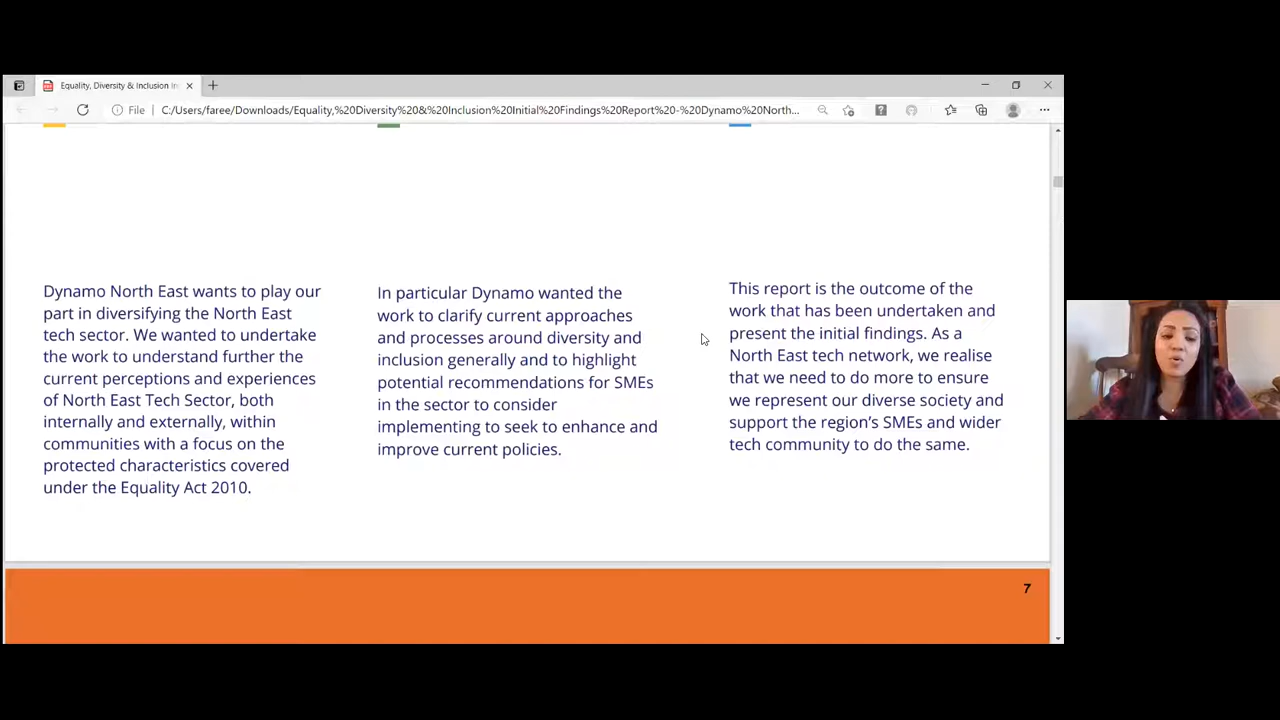 Equality, Diversity & Inclusion In
File
C:/Users/faree/Downloads/Equality,%20Diversity%20&%20Inclusion%20Initial%20Findings%20Report%20-%20Dynamo%20North...
Dynamo North East wants to play our
part in diversifying the North East
tech sector. We wanted to undertake
the work to understand further the
current perceptions and experiences
of North East Tech Sector, both
internally and externally, within
communities with a focus on the
protected characteristics covered
under the Equality Act 2010.
In particular Dynamo wanted the
work to clarify current approaches
and processes around diversity and
inclusion generally and to highlight
potential recommendations for SMEs
in the sector to consider
implementing to seek to enhance and
improve current policies.
This report is the outcome of the
work that has been undertaken and
present the initial findings. As a
North East tech network, we realise
that we need to do more to ensure
we represent our diverse society and
support the region's SMEs and wider
tech community to do the same.
7